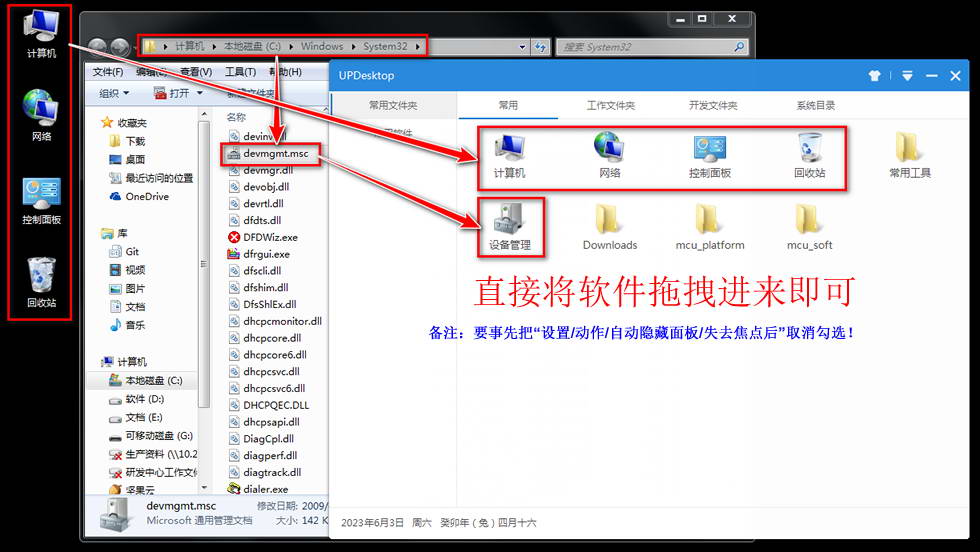 计算机
网络
控制面板
回收站
计算机 本地磁盘 (C:) Windows System32
搜索 System32
文件(F) 编辑(E) 查看(V) 工具(T) 帮助(H)
组织 打开 新建文件夹
收藏夹
下载
桌面
最近访问的位置
OneDrive
库
Git
视频
图片
文档
音乐
计算机
本地磁盘 (C:)
软件 (D:)
文档 (E:)
可移动磁盘 (G:)
生产资料 (\\10.2
研发中心工作文
坚果云
名称
devmgmt.msc
devmgr.dll
devobj.dll
devrtl.dll
dfdts.dll
DFDWiz.exe
dfrgui.exe
dfscli.dll
dfshim.dll
DfsShlEx.dll
dhcpcmonitor.dll
dhcpcore.dll
dhcpcore6.dll
dhcpcsvc.dll
dhcpcsvc6.dll
DHCPQEC.DLL
dhcpsapi.dll
DiagCpl.dll
diagperf.dll
diagtrack.dll
dialer.exe
devmgmt.msc 修改日期: 2009/
Microsoft 通用管理文档 大小: 142 K
UPDesktop
常用文件夹 常用 工作文件夹 开发文件夹 系统目录
计算机 网络 控制面板 回收站 常用工具
设备管理 Downloads mcu_platform mcu_soft
直接将软件拖拽进来即可
备注：要事先把“设置/动作/自动隐藏面板/失去焦点后”取消勾选！
2023年6月3日 周六 癸卯年（兔）四月十六